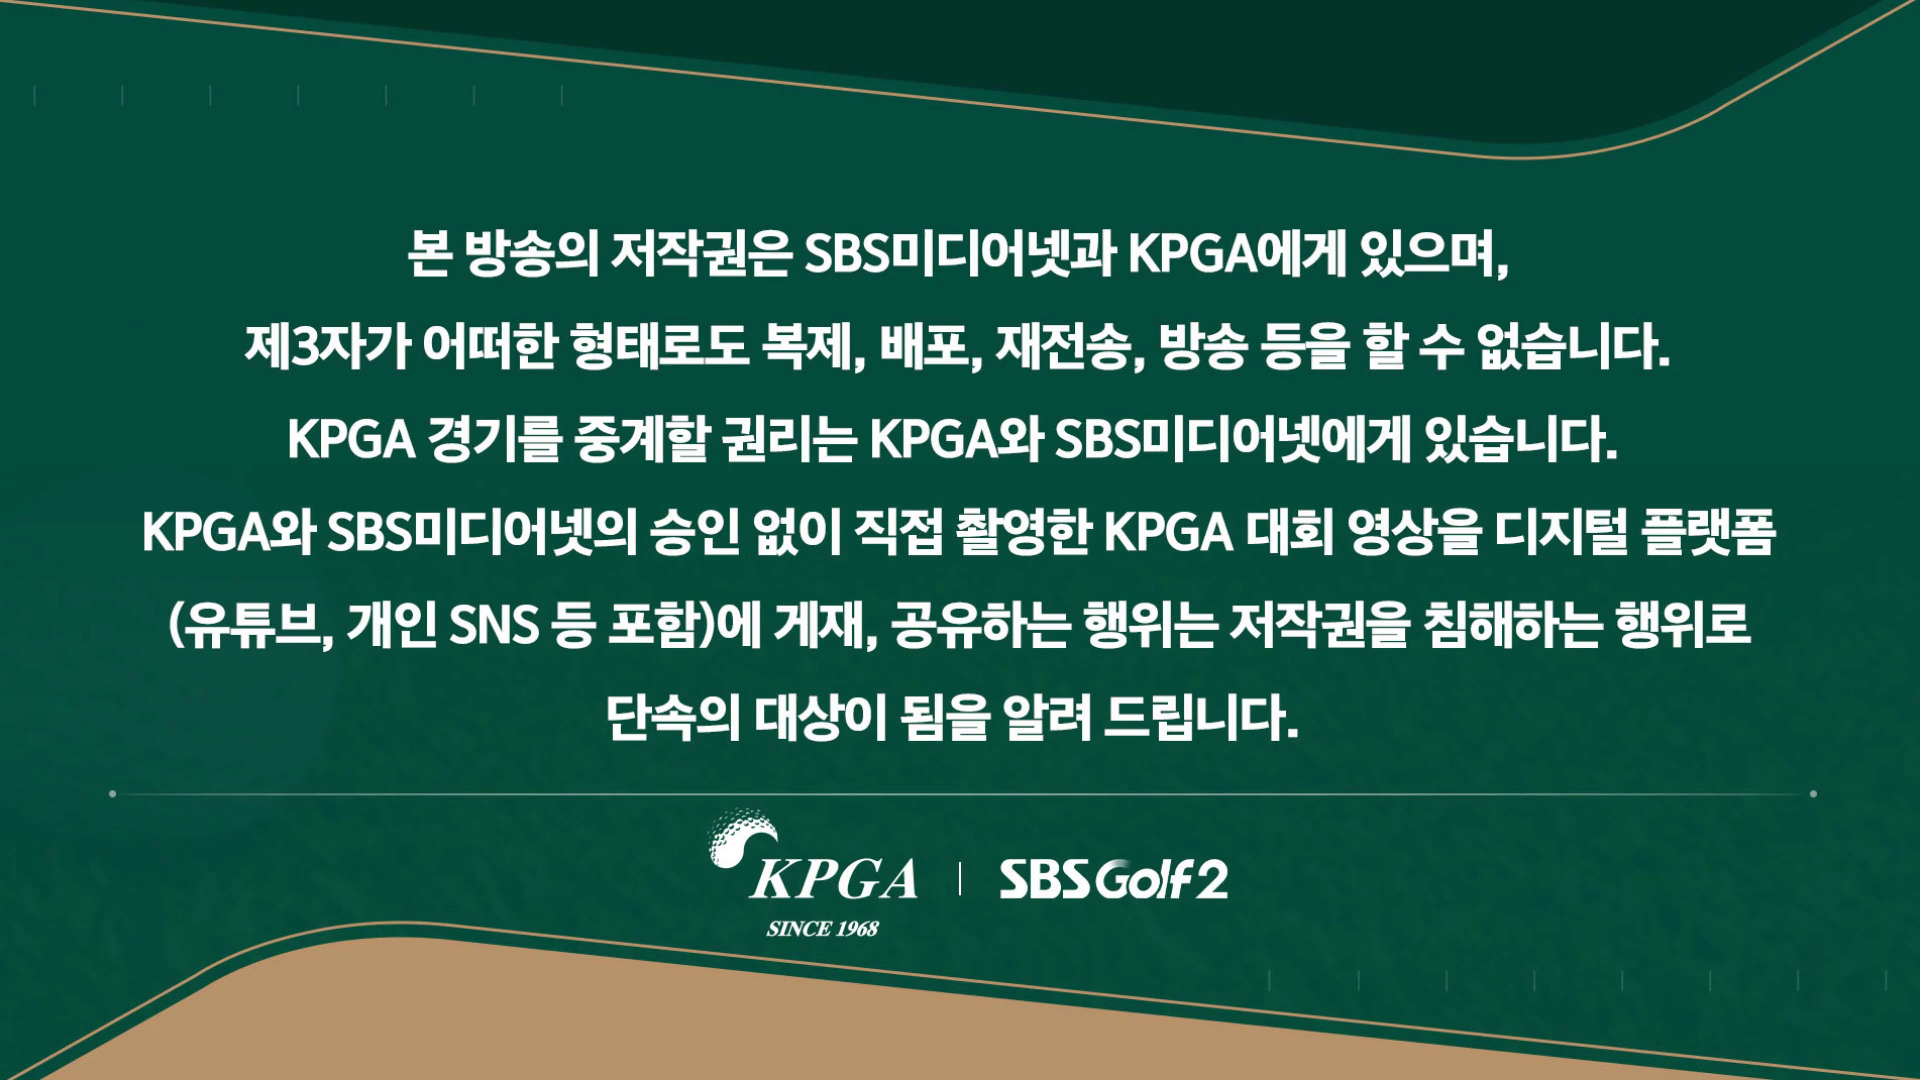 본 방송의 저작권은 SBS미디어넷과 KPGA에게 있으며,
제3자가 어떠한 형태로도 복제, 배포, 재전송, 방송 등을 할 수 없습니다.
KPGA 경기를 중계할 권리는 KPGA와 SBS미디어넷에게 있습니다.
KPGA와 SBS미디어넷의 승인 없이 직접 촬영한 KPGA 대회 영상을 디지털 플랫폼
(유튜브, 개인 SNS 등 포함)에 게재, 공유하는 행위는 저작권을 침해하는 행위로
단속의 대상이 됨을 알려 드립니다.
KPGA | SBS Golf 2
SINCE 1968